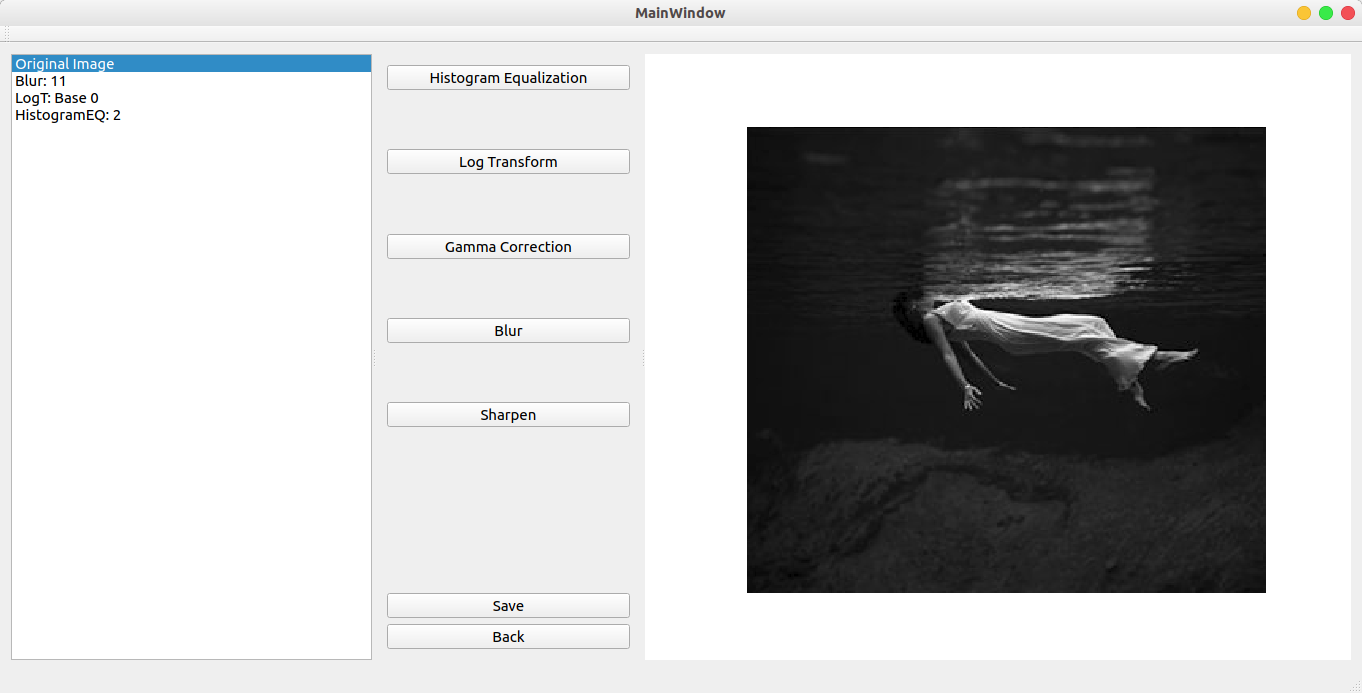 MainWindow
Original Image
Blur: 11
LogT: Base 0
HistogramEQ: 2
Histogram Equalization
Log Transform
Gamma Correction
Blur
Sharpen
Save
Back